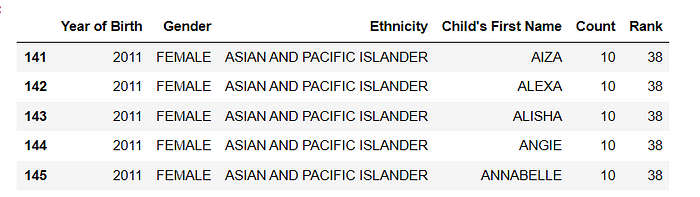 Year of Birth Gender Ethnicity Child's First Name Count Rank
141 2011 FEMALE ASIAN AND PACIFIC ISLANDER AIZA 10 38
142 2011 FEMALE ASIAN AND PACIFIC ISLANDER ALEXA 10 38
143 2011 FEMALE ASIAN AND PACIFIC ISLANDER ALISHA 10 38
144 2011 FEMALE ASIAN AND PACIFIC ISLANDER ANGIE 10 38
145 2011 FEMALE ASIAN AND PACIFIC ISLANDER ANNABELLE 10 38